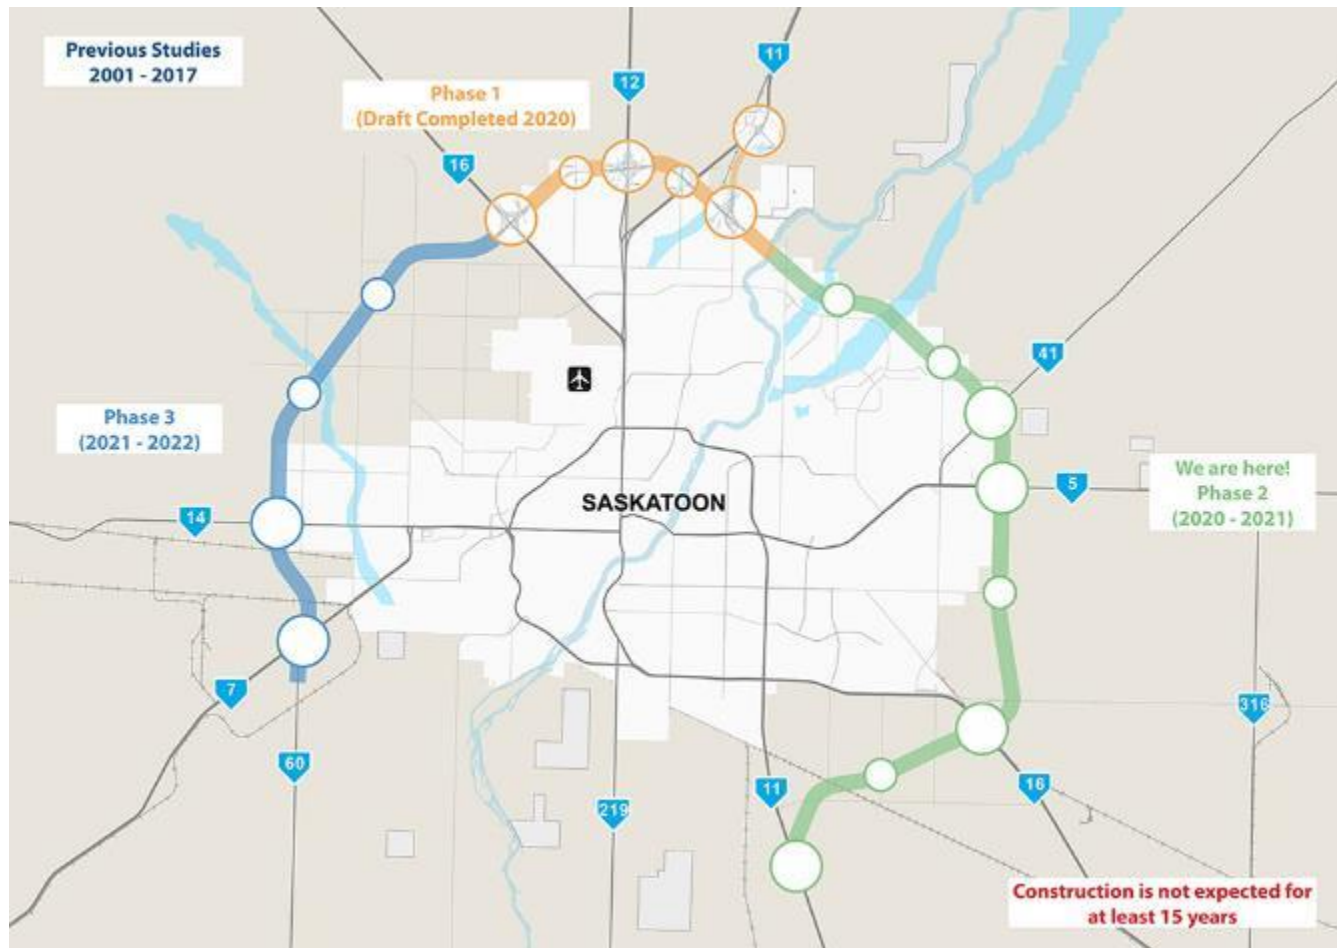 Previous Studies
2001 - 2017
11
12
Phase 1
(Draft Completed 2020)
16
41
Phase 3
(2021 - 2022)
We are here!
Phase 2
(2020 - 2021)
5
SASKATOON
14
7
316
60
11
16
219
Construction is not expected for
at least 15 years